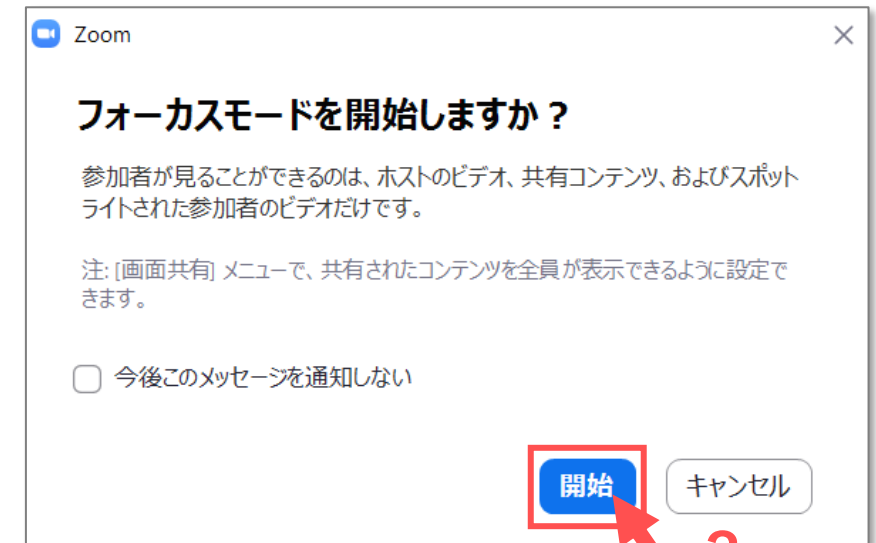 Zoom
フォーカスモードを開始しますか？
参加者が見ることができるのは、ホストのビデオ、共有コンテンツ、およびスポット
ライトされた参加者のビデオだけです。
注: [画面共有] メニューで、共有されたコンテンツを全員が表示できるように設定で
きます。
今後このメッセージを通知しない
開始
キャンセル